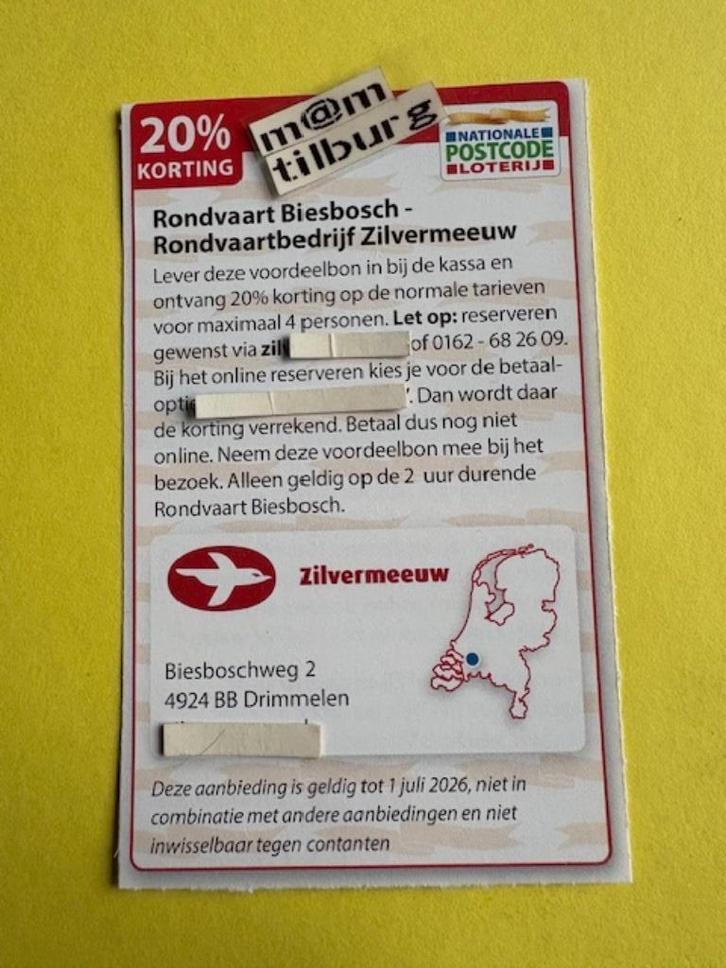 20%
KORTING
m@m
tilburg
NATIONALE
POSTCODE
LOTERIJ
Rondvaart Biesbosch -
Rondvaartbedrijf Zilvermeeuw
Lever deze voordeelbon in bij de kassa en
ontvang 20% korting op de normale tarieven
voor maximaal 4 personen. Let op: reserveren
gewenst via zil of 0162 - 68 26 09.
Bij het online reserveren kies je voor de betaal-
optie '. Dan wordt daar
de korting verrekend. Betaal dus nog niet
online. Neem deze voordeelbon mee bij het
bezoek. Alleen geldig op de 2 uur durende
Rondvaart Biesbosch.
Zilvermeeuw
Biesboschweg 2
4924 BB Drimmelen
Deze aanbieding is geldig tot 1 juli 2026, niet in
combinatie met andere aanbiedingen en niet
inwisselbaar tegen contanten